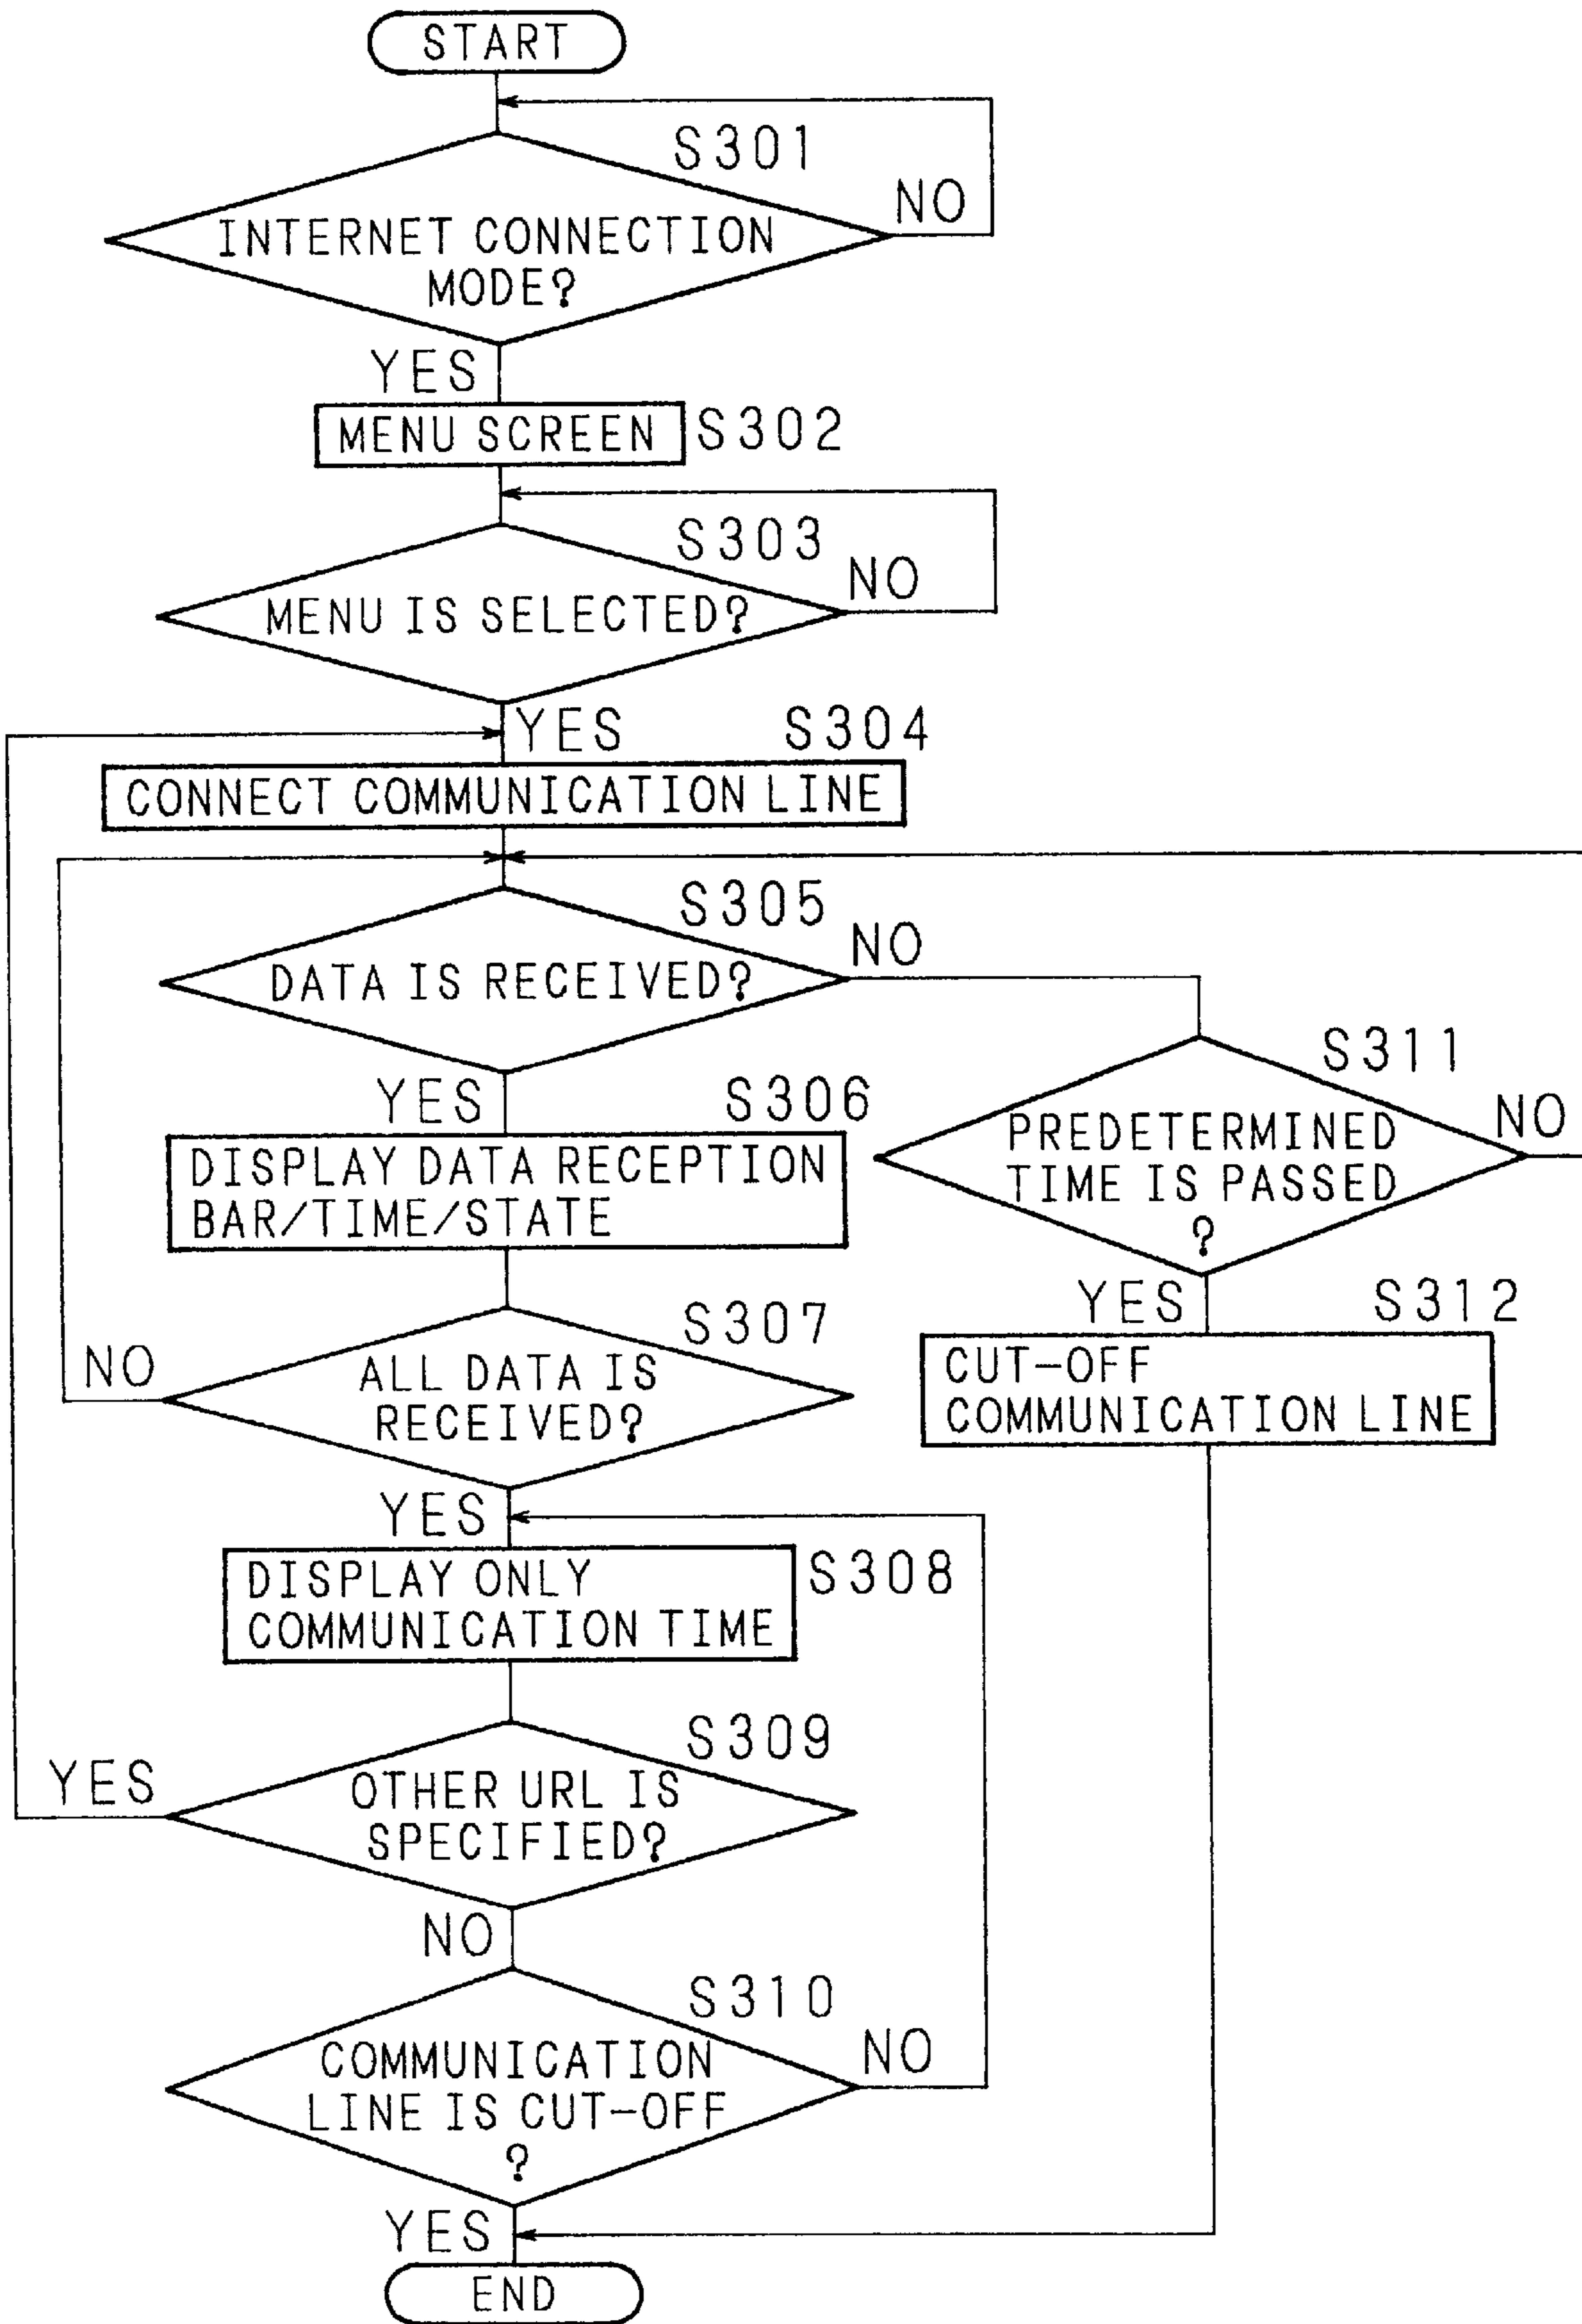 START
S301
NO
INTERNET CONNECTION
MODE?
YES
MENU SCREEN
S302
S303
NO
MENU IS SELECTED?
YES
S304
CONNECT COMMUNICATION LINE
S305
NO
DATA IS RECEIVED?
YES
S306
DISPLAY DATA RECEPTION
BAR/TIME/STATE
S311
NO
PREDETERMINED
TIME IS PASSED
?
YES
S312
CUT-OFF
COMMUNICATION LINE
S307
NO
ALL DATA IS
RECEIVED?
YES
DISPLAY ONLY
COMMUNICATION TIME
S308
S309
YES
OTHER URL IS
SPECIFIED?
NO
S310
NO
COMMUNICATION
LINE IS CUT-OFF
?
YES
END